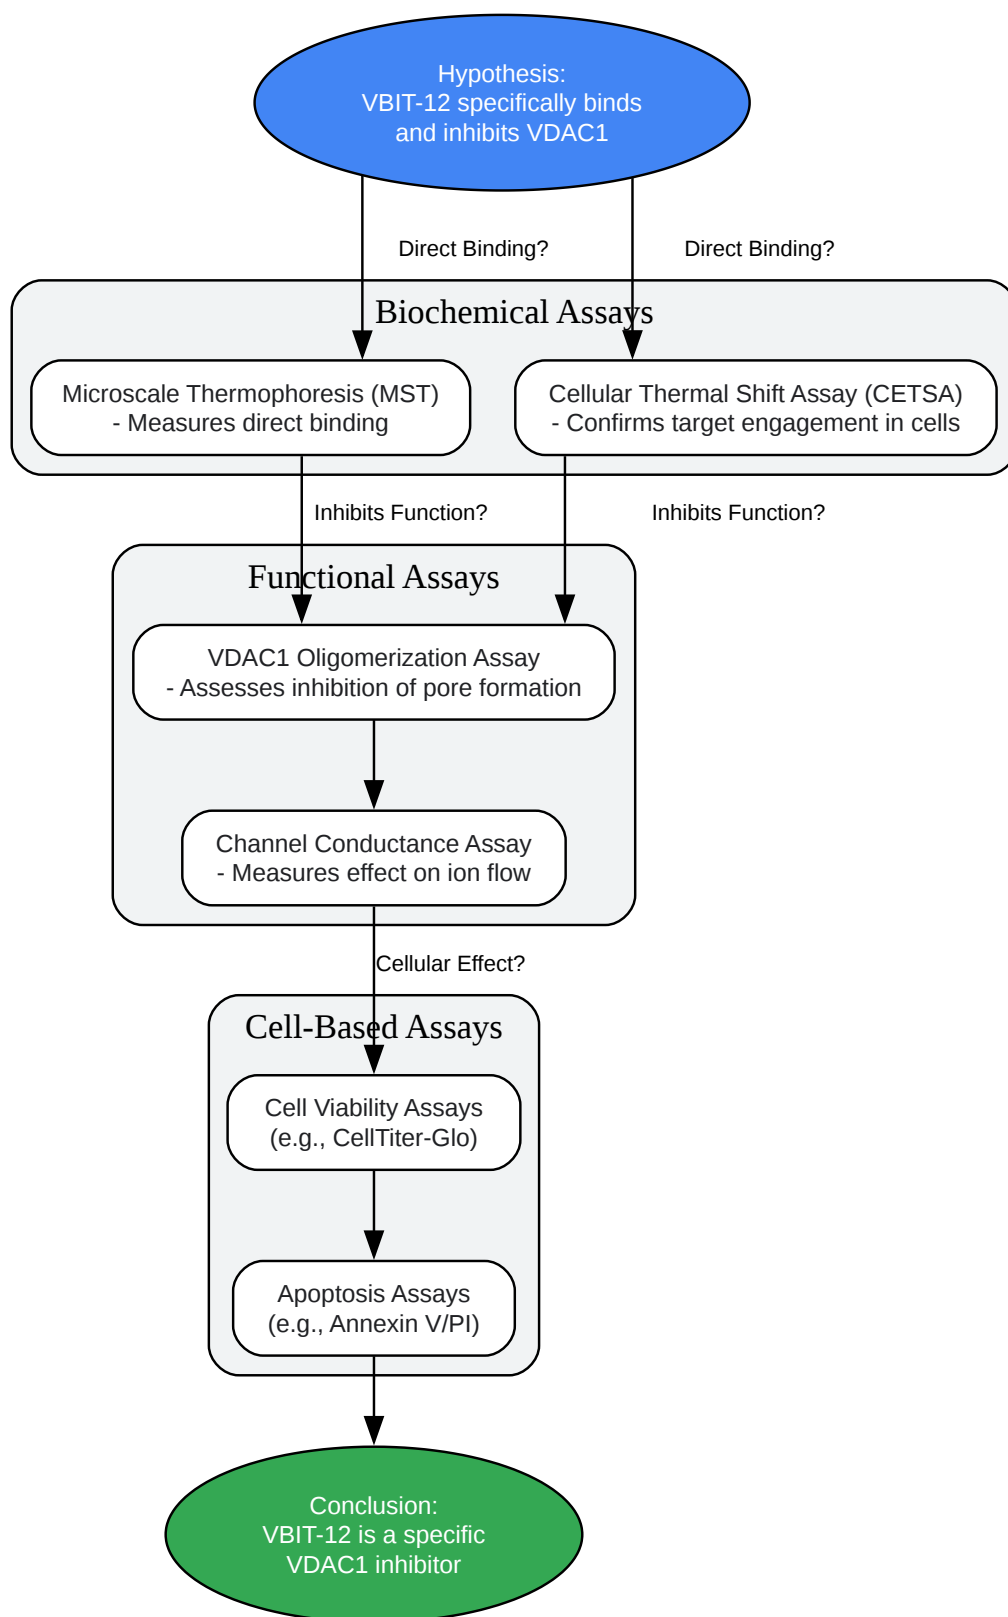 Hypothesis:
VBIT-12 specifically binds
and inhibits VDAC1
Direct Binding?
Direct Binding?
Biochemical Assays
Microscale Thermophoresis (MST)
- Measures direct binding
Cellular Thermal Shift Assay (CETSA)
- Confirms target engagement in cells
Inhibits Function?
Inhibits Function?
Functional Assays
VDAC1 Oligomerization Assay
- Assesses inhibition of pore formation
Channel Conductance Assay
- Measures effect on ion flow
Cellular Effect?
Cell-Based Assays
Cell Viability Assays
(e.g., CellTiter-Glo)
Apoptosis Assays
(e.g., Annexin V/PI)
Conclusion:
VBIT-12 is a specific
VDAC1 inhibitor